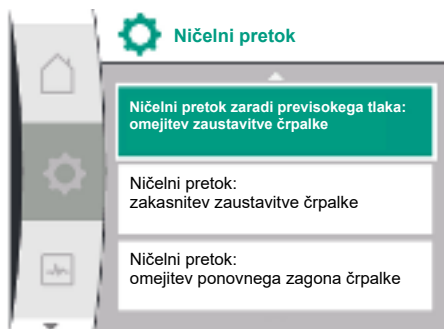 Ničelni pretok
Ničelni pretok zaradi previsokega tlaka:
omejitev zaustavitve črpalke
Ničelni pretok:
zakasnitev zaustavitve črpalke
Ničelni pretok:
omejitev ponovnega zagona črpalke